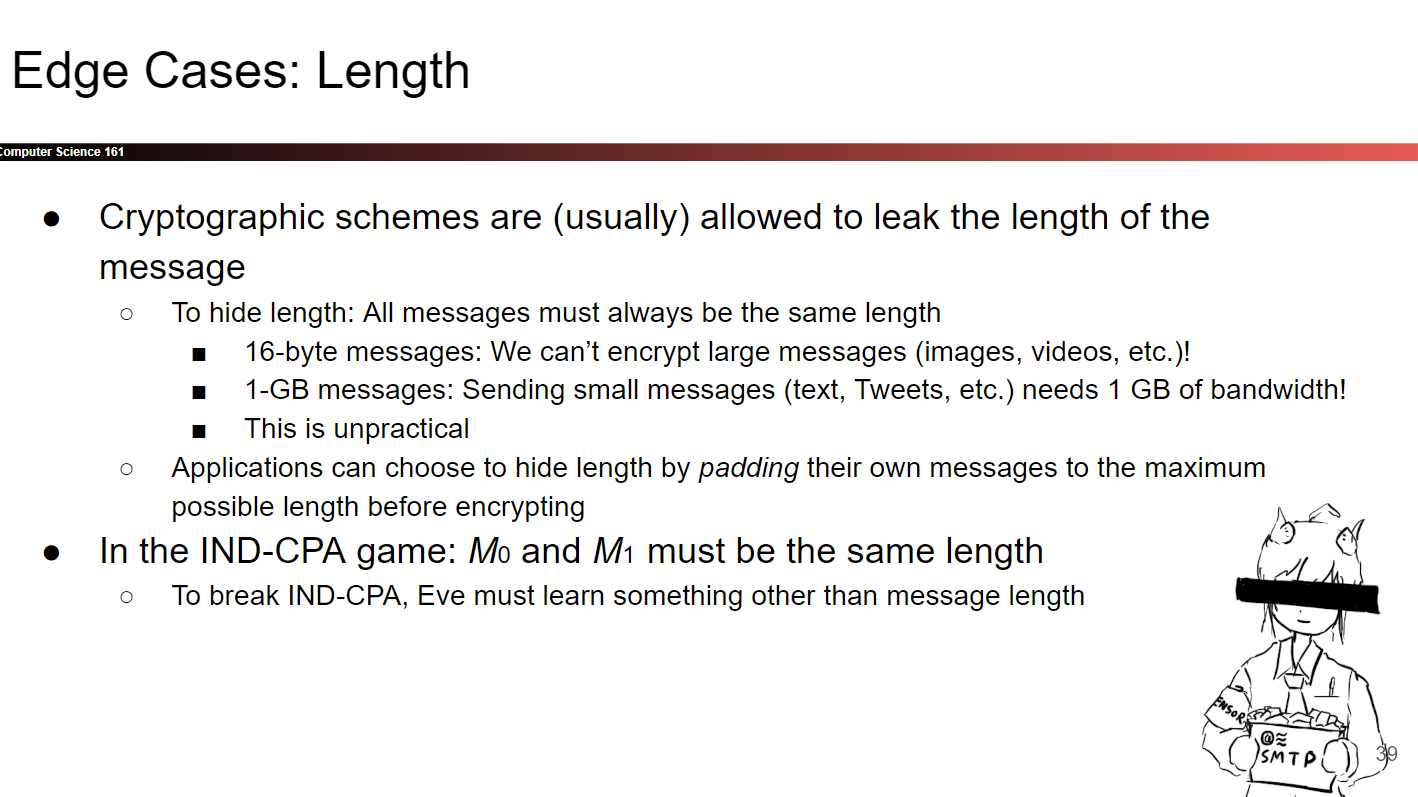 Edge Cases: Length
Computer Science 161
● Cryptographic schemes are (usually) allowed to leak the length of the
message
○ To hide length: All messages must always be the same length
■ 16-byte messages: We can’t encrypt large messages (images, videos, etc.)!
■ 1-GB messages: Sending small messages (text, Tweets, etc.) needs 1 GB of bandwidth!
■ This is unpractical
○ Applications can choose to hide length by padding their own messages to the maximum
possible length before encrypting
● In the IND-CPA game: M0 and M1 must be the same length
○ To break IND-CPA, Eve must learn something other than message length
ENSOR
@
SMTP
39